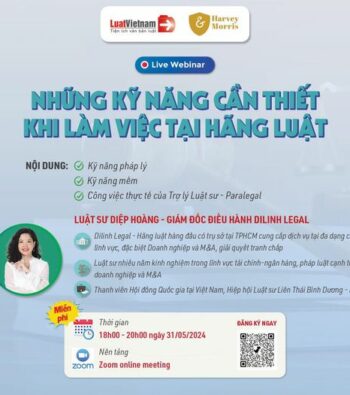 LuatVietnam
Tiện ích văn bản luật
Harvey
Morris
Live Webinar
NHỮNG KỸ NĂNG CẦN THIẾT
KHI LÀM VIỆC TẠI HÃNG LUẬT
NỘI DUNG:
Kỹ năng pháp lý
Kỹ năng mềm
Công việc thực tế của Trợ lý Luật sư - Paralegal
LUẬT SƯ DIỆP HOÀNG - GIÁM ĐỐC ĐIỀU HÀNH DILINH LEGAL
Dilinh Legal - Hãng luật hàng đầu có trụ sở tại TPHCM cung cấp dịch vụ tại đa dạng c
lĩnh vực, đặc biệt Doanh nghiệp và M&A, giải quyết tranh chấp
Luật sư nhiều năm kinh nghiệm trong lĩnh vực tài chính-ngân hàng, pháp luật cạnh t
doanh nghiệp và M&A
Thành viên Hội đồng Quốc gia tại Việt Nam, Hiệp hội Luật sư Liên Thái Bình Dương -
Miễn
phí
Thời gian
18h00 - 20h00 ngày 31/05/2024
Nền tảng
zoom
Zoom online meeting
ĐĂNG KÝ NGAY